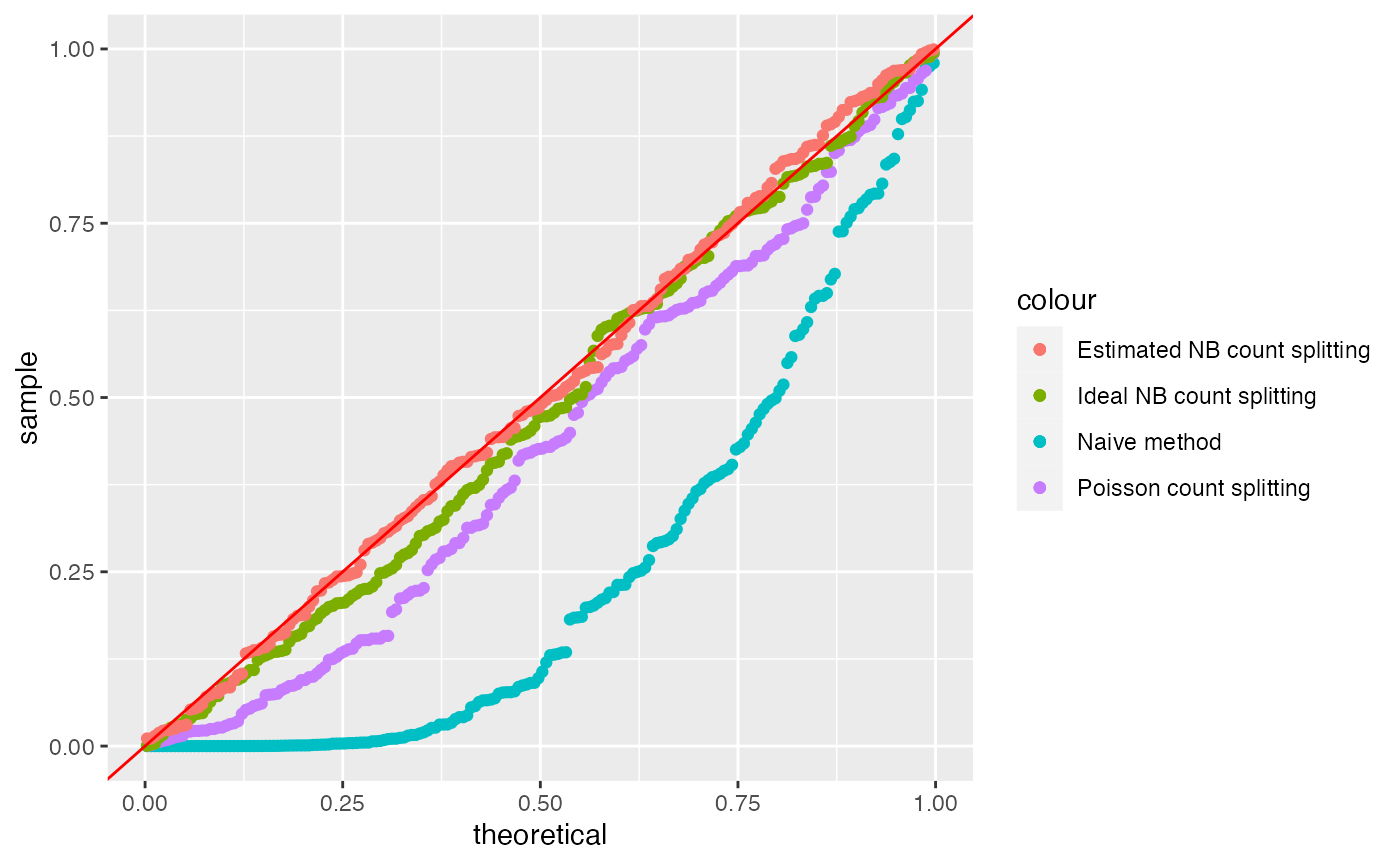 1.00
0.75
0.50
0.25
0.00
sample
0.00
0.25
0.50
0.75
1.00
theoretical
colour
Estimated NB count splitting
Ideal NB count splitting
Naive method
Poisson count splitting